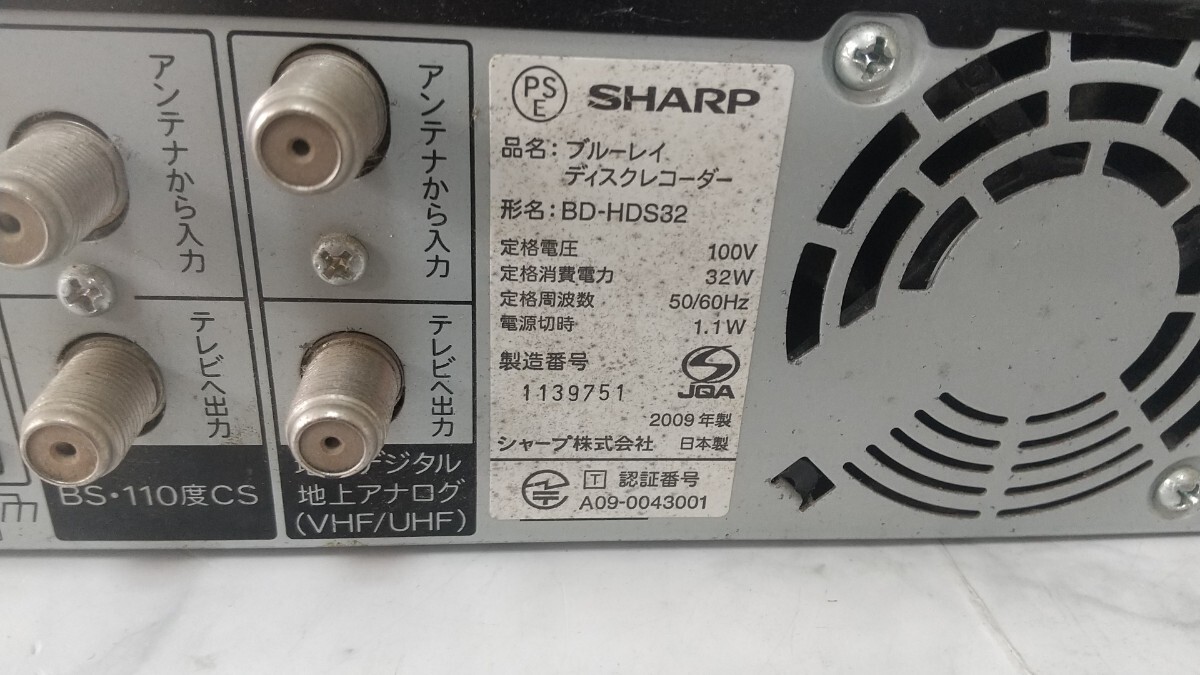 アンテナから入力
テレビへ出力
BS・110度CS
アンテナから入力
テレビへ出力
デジタル
地上アナログ
(VHF/UHF)
PS
E
SHARP
品名: ブルーレイ
ディスクレコーダー
形名: BD-HDS32
定格電圧 100V
定格消費電力 32W
定格周波数 50/60Hz
電源切時 1.1W
製造番号
1139751
JQA
2009年製
シャープ株式会社 日本製
T 認証番号
A09-0043001